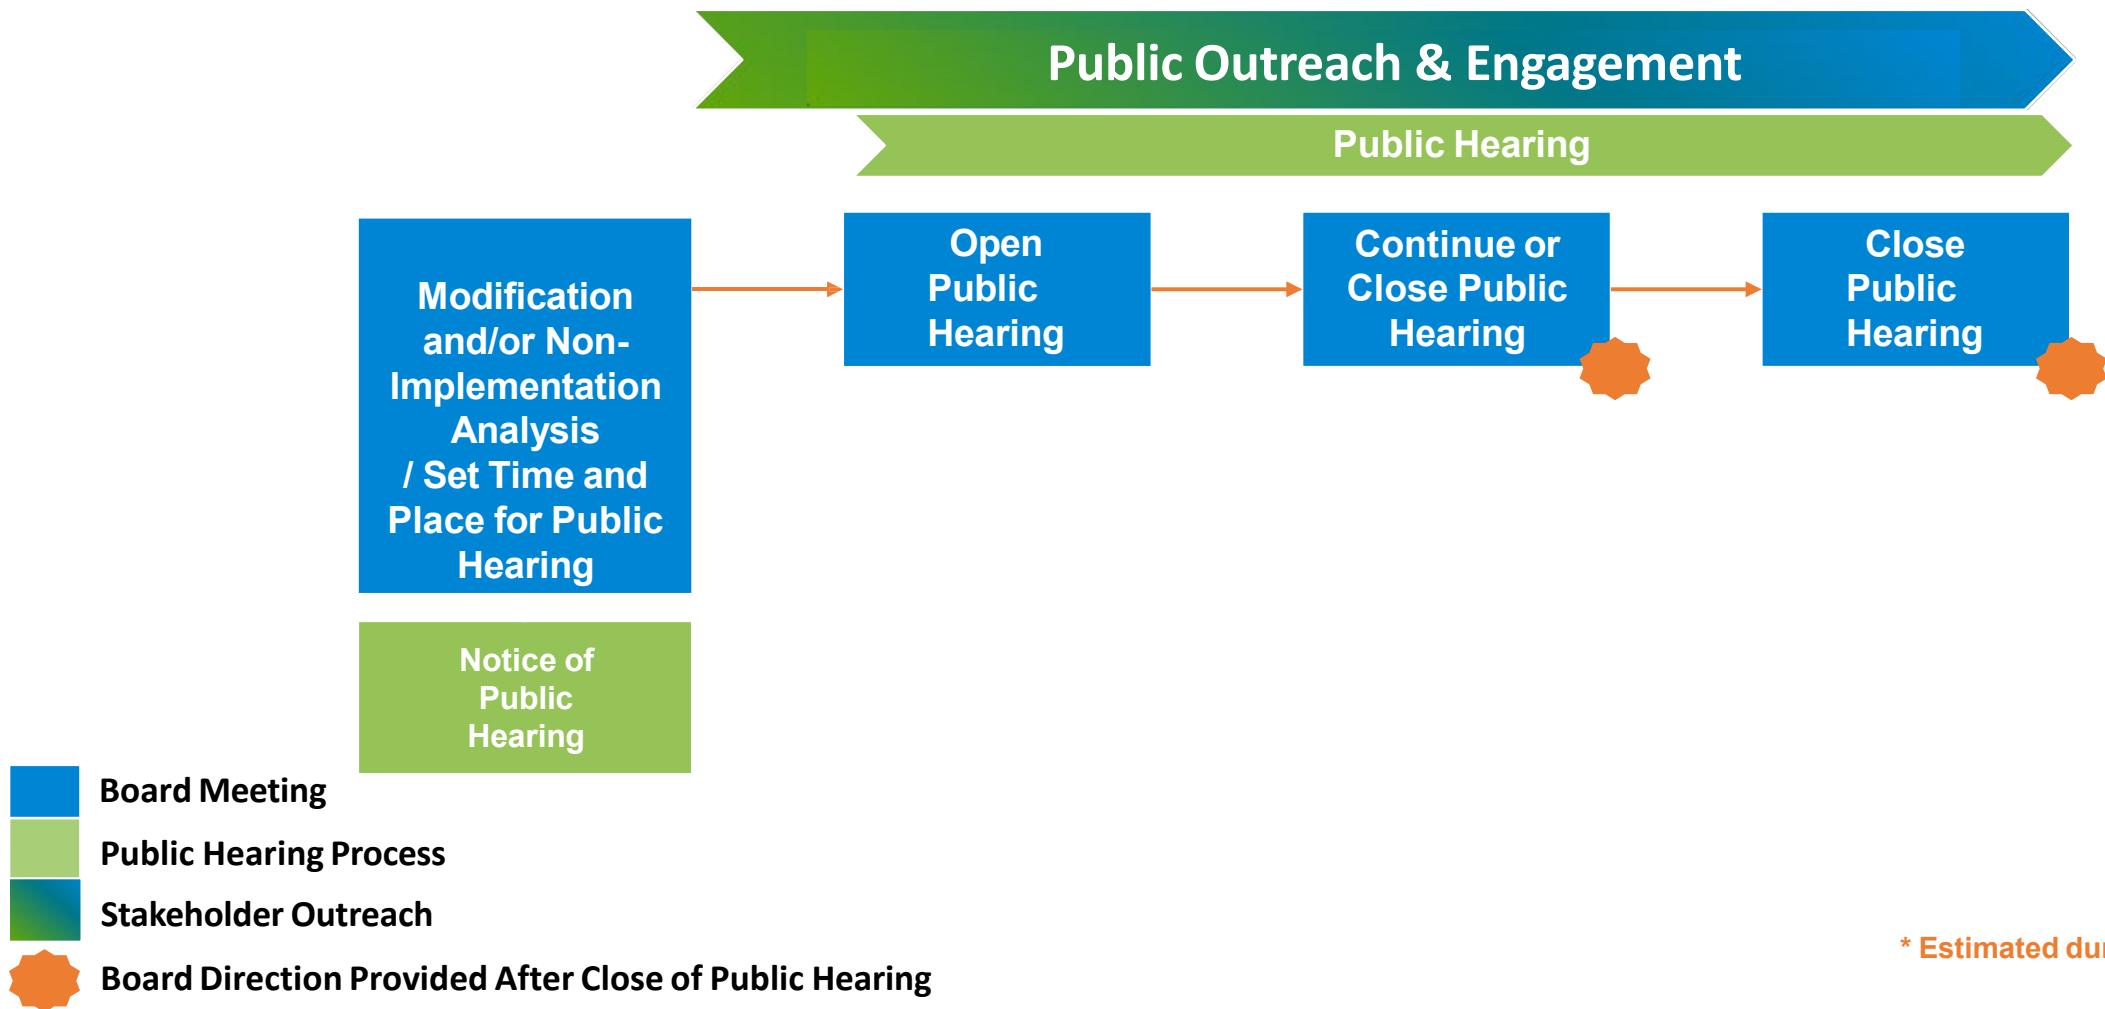 Public Outreach & Engagement
Public Hearing
Modification
and/or Non-
Implementation
Analysis
/ Set Time and
Place for Public
Hearing
Open
Public
Hearing
Continue or
Close Public
Hearing
Close
Public
Hearing
Notice of
Public
Hearing
Board Meeting
Public Hearing Process
Stakeholder Outreach
Board Direction Provided After Close of Public Hearing
* Estimated